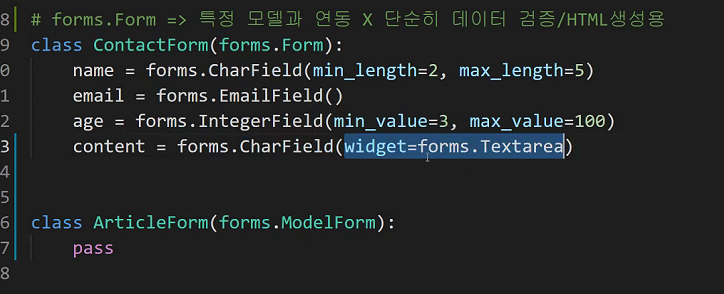 8 # forms.Form => 특정 모델과 연동 X 단순히 데이터 검증/HTML생성용
9 class ContactForm(forms.Form):
0     name = forms.CharField(min_length=2, max_length=5)
1     email = forms.EmailField()
2     age = forms.IntegerField(min_value=3, max_value=100)
3     content = forms.CharField(widget=forms.Textarea)
4
5
6 class ArticleForm(forms.ModelForm):
7     pass
8